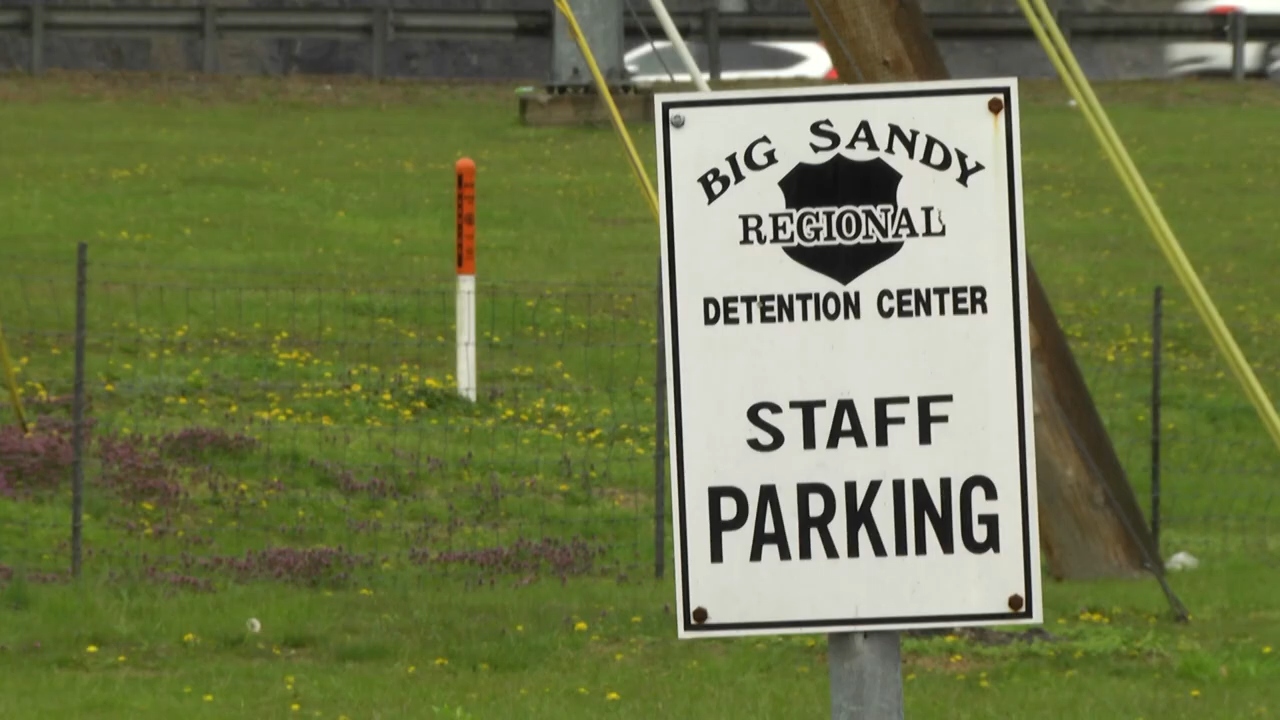 BIG SANDY
REGIONAL
DETENTION CENTER
STAFF
PARKING